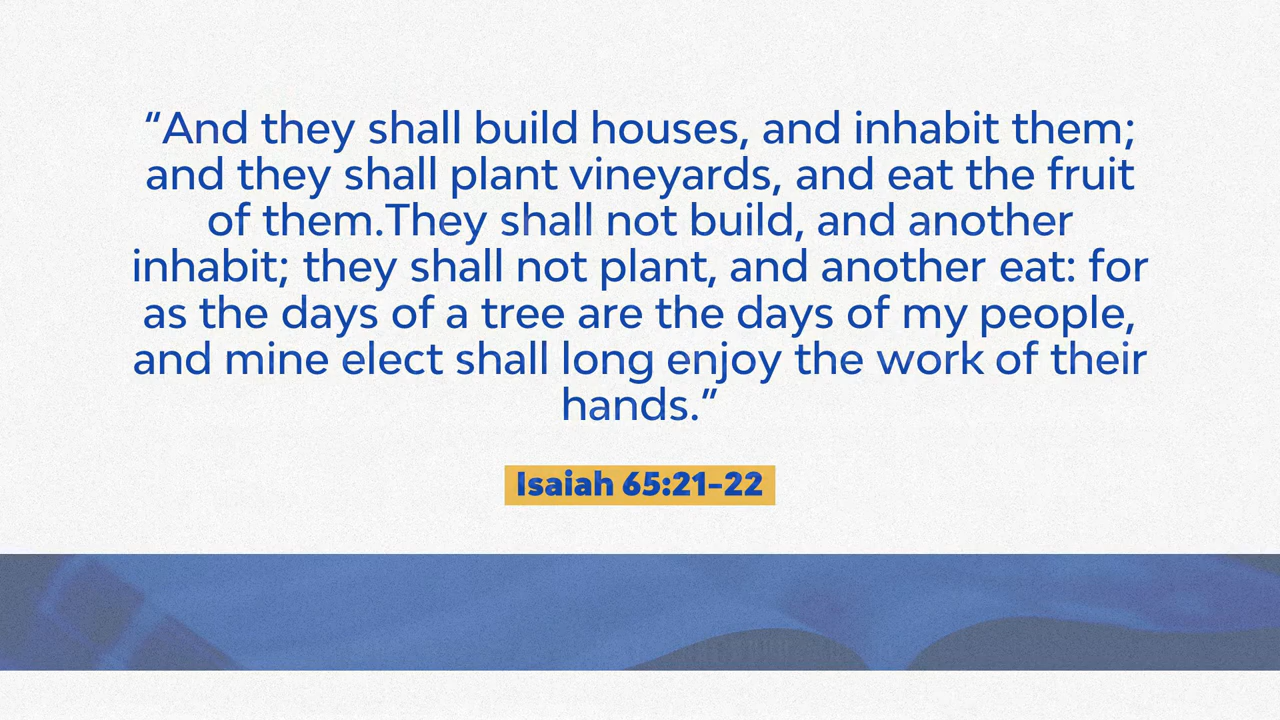 “And they shall build houses, and inhabit them;
and they shall plant vineyards, and eat the fruit
of them.They shall not build, and another
inhabit; they shall not plant, and another eat: for
as the days of a tree are the days of my people,
and mine elect shall long enjoy the work of their
hands.”
Isaiah 65:21–22